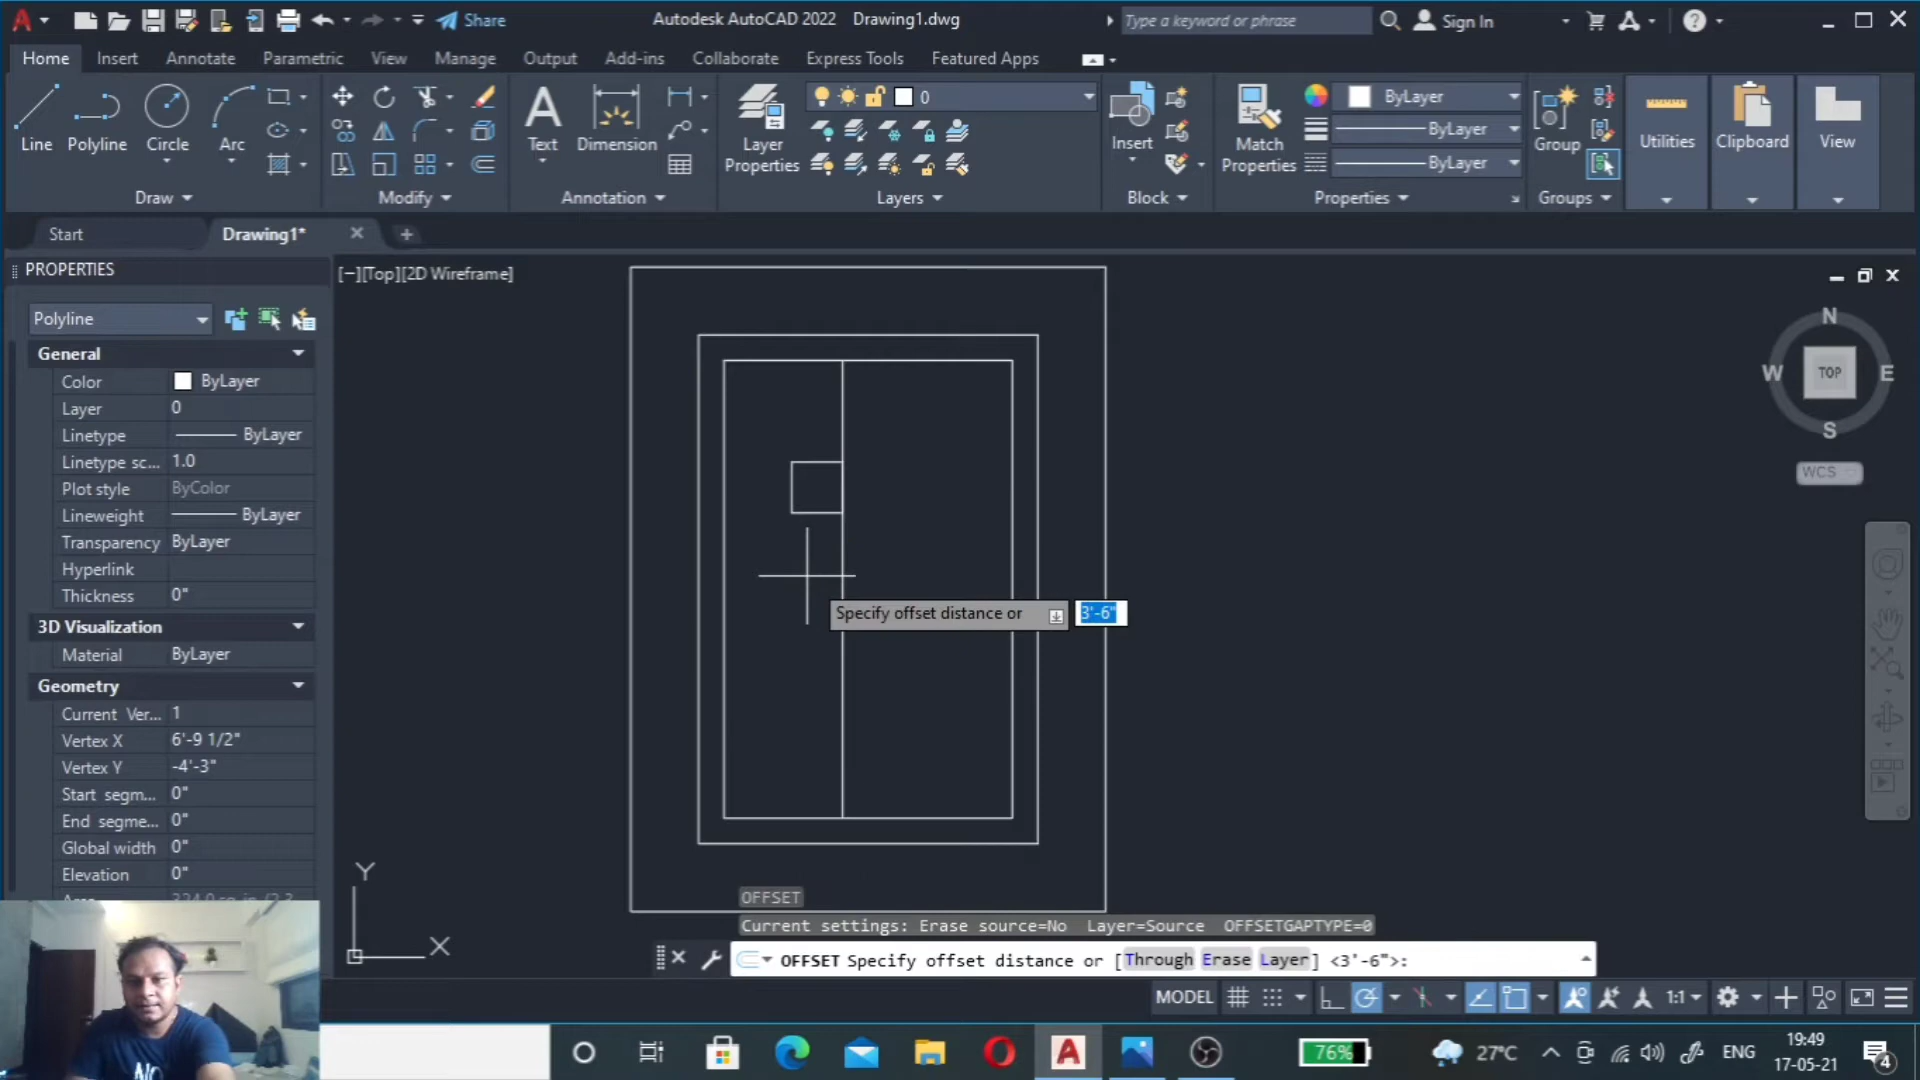 Share
Autodesk AutoCAD 2022 Drawing1.dwg
Type a keyword or phrase
Sign In
Home Insert Annotate Parametric View Manage Output Add-ins Collaborate Express Tools Featured Apps
Line Polyline Circle Arc
Text Dimension
Layer Properties
0
Insert
Match Properties
ByLayer
ByLayer
ByLayer
Group
Utilities Clipboard View
Draw Modify Annotation Layers Block Properties Groups
Start Drawing1*
PROPERTIES
[−][Top][2D Wireframe]
Polyline
General
Color ByLayer
Layer 0
Linetype ByLayer
Linetype sc... 1.0
Plot style ByColor
Lineweight ByLayer
Transparency ByLayer
Hyperlink
Thickness 0"
3D Visualization
Material ByLayer
Geometry
Current Ver... 1
Vertex X 6'-9 1/2"
Vertex Y -4'-3"
Start segm... 0"
End segme... 0"
Global width 0"
Elevation 0"
N
W TOP E
S
WCS
Specify offset distance or 3'-6"
Y
X
OFFSET
Current settings: Erase source=No Layer=Source OFFSETGAPTYPE=0
OFFSET Specify offset distance or [Through Erase Layer] <3'-6">:
MODEL 1:1
76% 27°C ENG
19:49
17-05-21
4